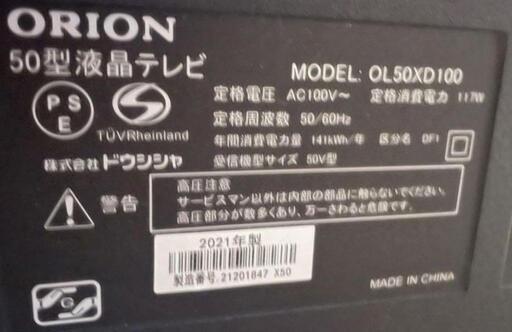 ORION
50型液晶テレビ
MODEL: OL50XD100
PS
E
TÜVRheinland
定格電圧 AC100V～ 定格消費電力 117W
定格周波数 50/60Hz
年間消費電力量 141kWh/年 区分名 DF1
受信機型サイズ 50V型
株式会社ドウシシャ
警告
高圧注意
サービスマン以外は内部の部品に触らないでください。
高圧部分が数多くあり、万一さわると危険です。
2021年製
製造番号.21201847 X50
MADE IN CHINA